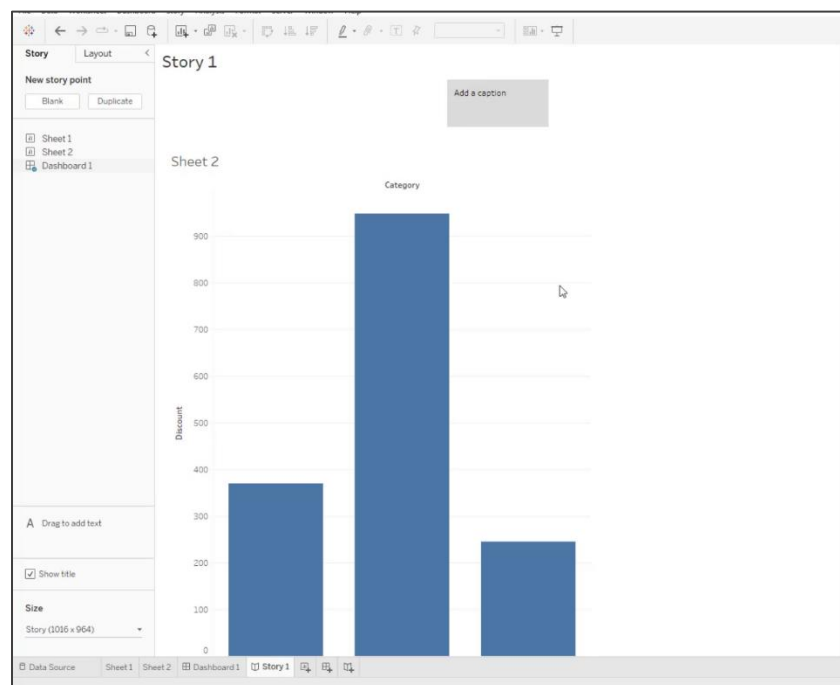 Story Layout
Story 1
New story point
Blank Duplicate
Add a caption
Sheet 1
Sheet 2
Dashboard 1
Sheet 2
Category
900
800
700
600
500
400
300
200
100
0
Discount
A Drag to add text
Show title
Size
Story (1016 x 964)
Data Source Sheet 1 Sheet 2 Dashboard 1 Story 1